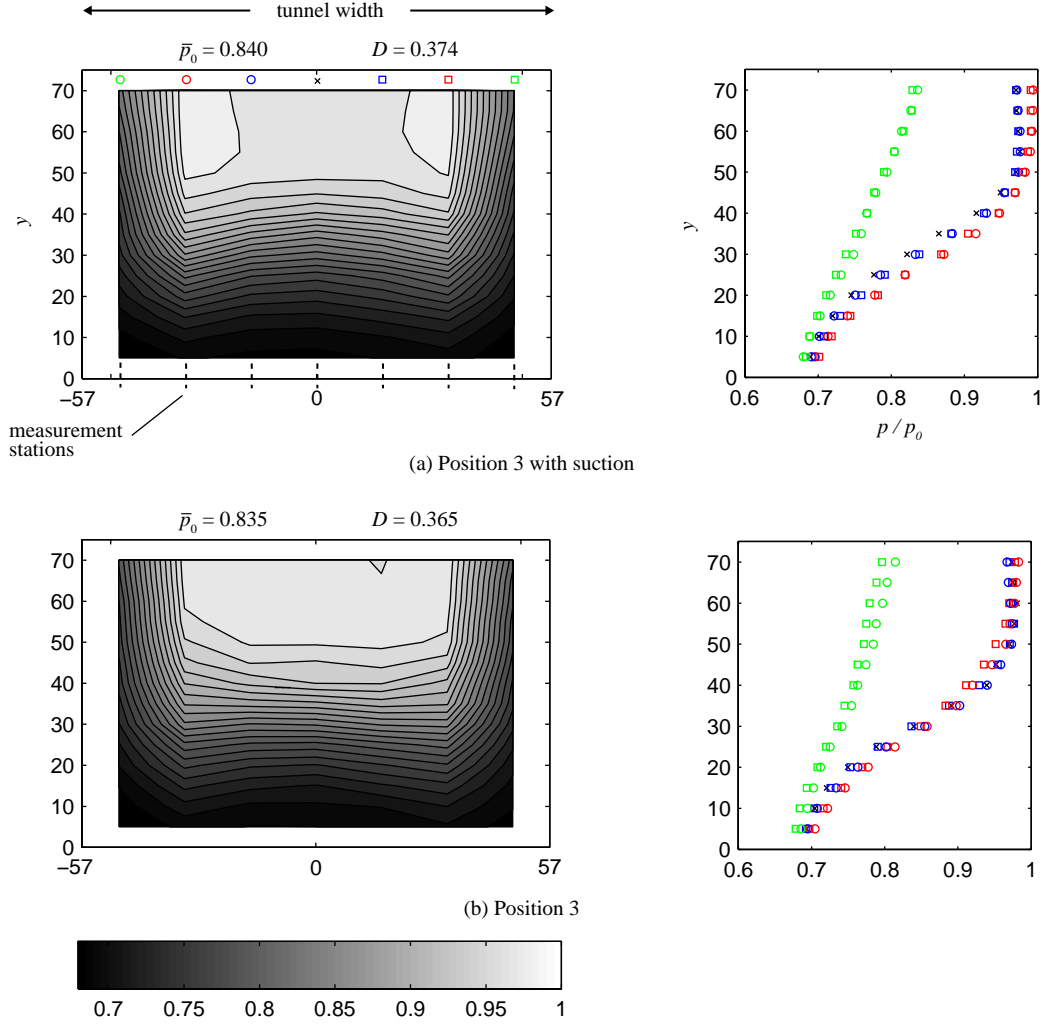 tunnel width
p̄₀ = 0.840 D = 0.374
70
60
50
40
30
20
10
0
y
−57 0 57
measurement
stations
70
60
50
40
30
20
10
0
y
0.6 0.7 0.8 0.9 1
p / p₀
(a) Position 3 with suction
p̄₀ = 0.835 D = 0.365
70
60
50
40
30
20
10
0
−57 0 57
70
60
50
40
30
20
10
0
0.6 0.7 0.8 0.9 1
(b) Position 3
0.7 0.75 0.8 0.85 0.9 0.95 1